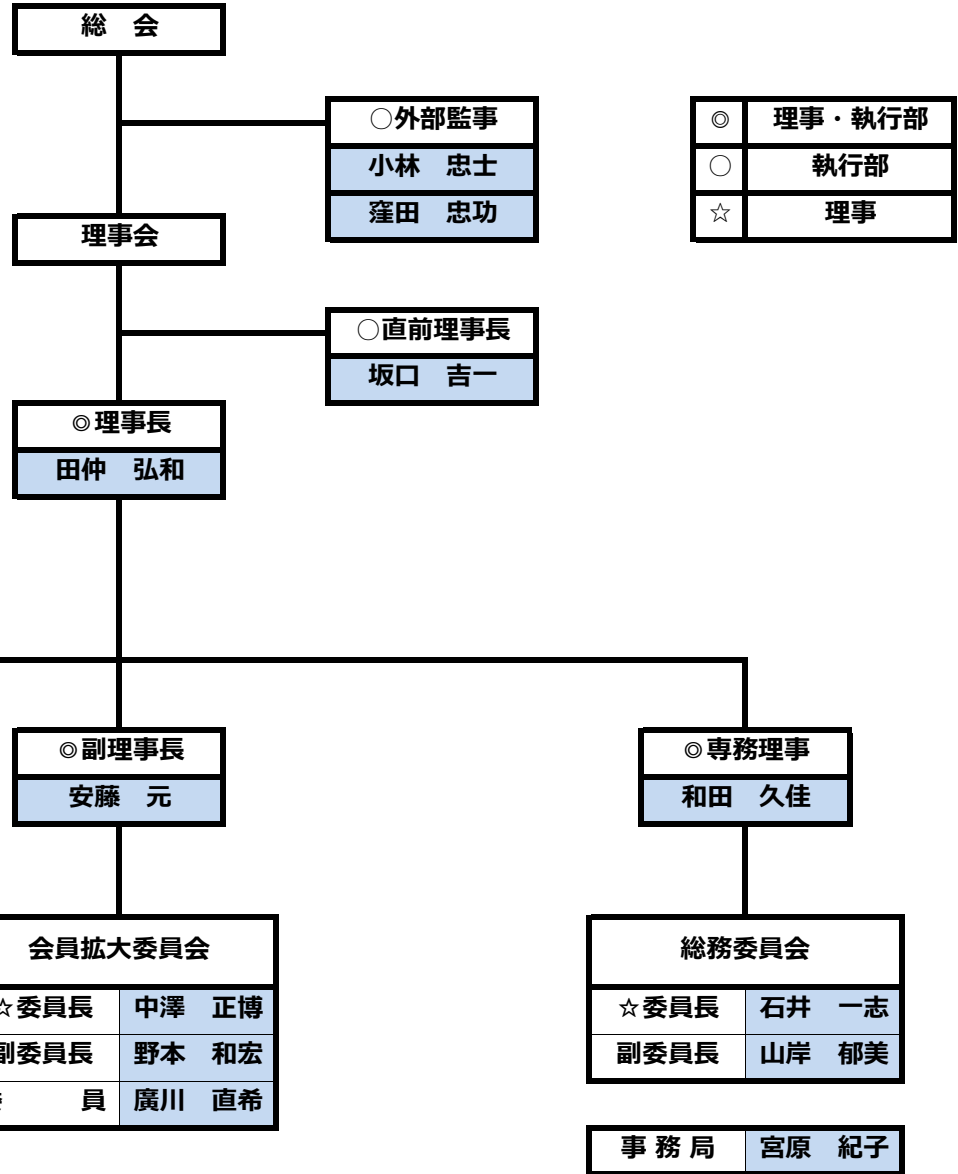 総　会
○外部監事
小林　忠士
窪田　忠功
◎ 理事・執行部
○ 執行部
☆ 理事
理事会
○直前理事長
坂口　吉一
◎理事長
田仲　弘和
◎副理事長
安藤　元
◎専務理事
和田　久佳
会員拡大委員会
☆委員長 中澤　正博
副委員長 野本　和宏
員 廣川　直希
総務委員会
☆委員長 石井　一志
副委員長 山岸　郁美
事 務 局 宮原　紀子